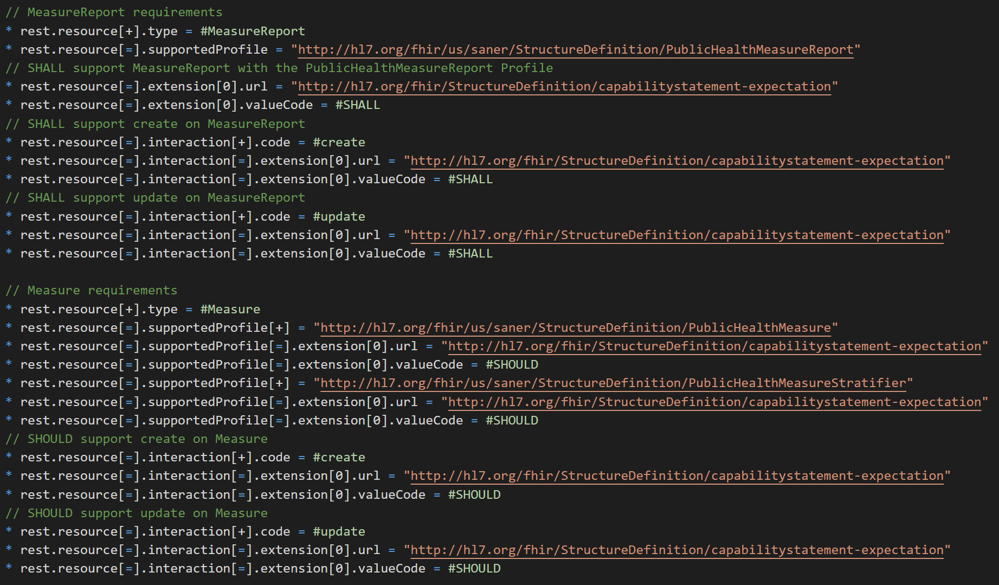 // MeasureReport requirements
* rest.resource[+].type = #MeasureReport
* rest.resource[=].supportedProfile = "http://hl7.org/fhir/us/saner/StructureDefinition/PublicHealthMeasureReport"
// SHALL support MeasureReport with the PublicHealthMeasureReport Profile
* rest.resource[=].extension[0].url = "http://hl7.org/fhir/StructureDefinition/capabilitystatement-expectation"
* rest.resource[=].extension[0].valueCode = #SHALL
// SHALL support create on MeasureReport
* rest.resource[=].interaction[+].code = #create
* rest.resource[=].interaction[=].extension[0].url = "http://hl7.org/fhir/StructureDefinition/capabilitystatement-expectation"
* rest.resource[=].interaction[=].extension[0].valueCode = #SHALL
// SHALL support update on MeasureReport
* rest.resource[=].interaction[+].code = #update
* rest.resource[=].interaction[=].extension[0].url = "http://hl7.org/fhir/StructureDefinition/capabilitystatement-expectation"
* rest.resource[=].interaction[=].extension[0].valueCode = #SHALL
// Measure requirements
* rest.resource[+].type = #Measure
* rest.resource[=].supportedProfile[+] = "http://hl7.org/fhir/us/saner/StructureDefinition/PublicHealthMeasure"
* rest.resource[=].supportedProfile[=].extension[0].url = "http://hl7.org/fhir/StructureDefinition/capabilitystatement-expectation"
* rest.resource[=].supportedProfile[=].extension[0].valueCode = #SHOULD
* rest.resource[=].supportedProfile[+] = "http://hl7.org/fhir/us/saner/StructureDefinition/PublicHealthMeasureStratifier"
* rest.resource[=].supportedProfile[=].extension[0].url = "http://hl7.org/fhir/StructureDefinition/capabilitystatement-expectation"
* rest.resource[=].supportedProfile[=].extension[0].valueCode = #SHOULD
// SHOULD support create on Measure
* rest.resource[=].interaction[+].code = #create
* rest.resource[=].interaction[=].extension[0].url = "http://hl7.org/fhir/StructureDefinition/capabilitystatement-expectation"
* rest.resource[=].interaction[=].extension[0].valueCode = #SHOULD
// SHOULD support update on Measure
* rest.resource[=].interaction[+].code = #update
* rest.resource[=].interaction[=].extension[0].url = "http://hl7.org/fhir/StructureDefinition/capabilitystatement-expectation"
* rest.resource[=].interaction[=].extension[0].valueCode = #SHOULD